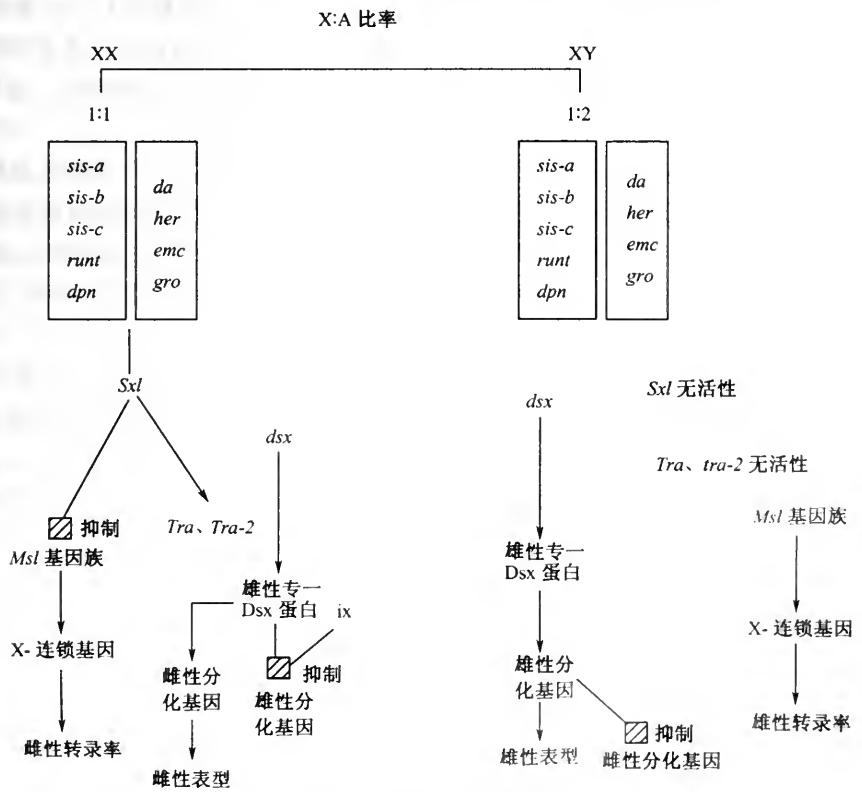 X:A 比率
XX
XY
1:1
1:2
sis-a
sis-b
sis-c
runt
dpn
da
her
emc
gro
sis-a
sis-b
sis-c
runt
dpn
da
her
emc
gro
Sxl
dsx
抑制
Msl 基因族
Tra、Tra-2
X- 连锁基因
雌性转录率
雄性专一
Dsx 蛋白
ix
雌性分
化基因
抑制
雄性分
化基因
雌性表型
dsx
Sxl 无活性
Tra、tra-2 无活性
雄性专一
Dsx 蛋白
Msl 基因族
雄性分
化基因
X- 连锁基因
抑制
雄性表型
雌性分化基因
雄性转录率